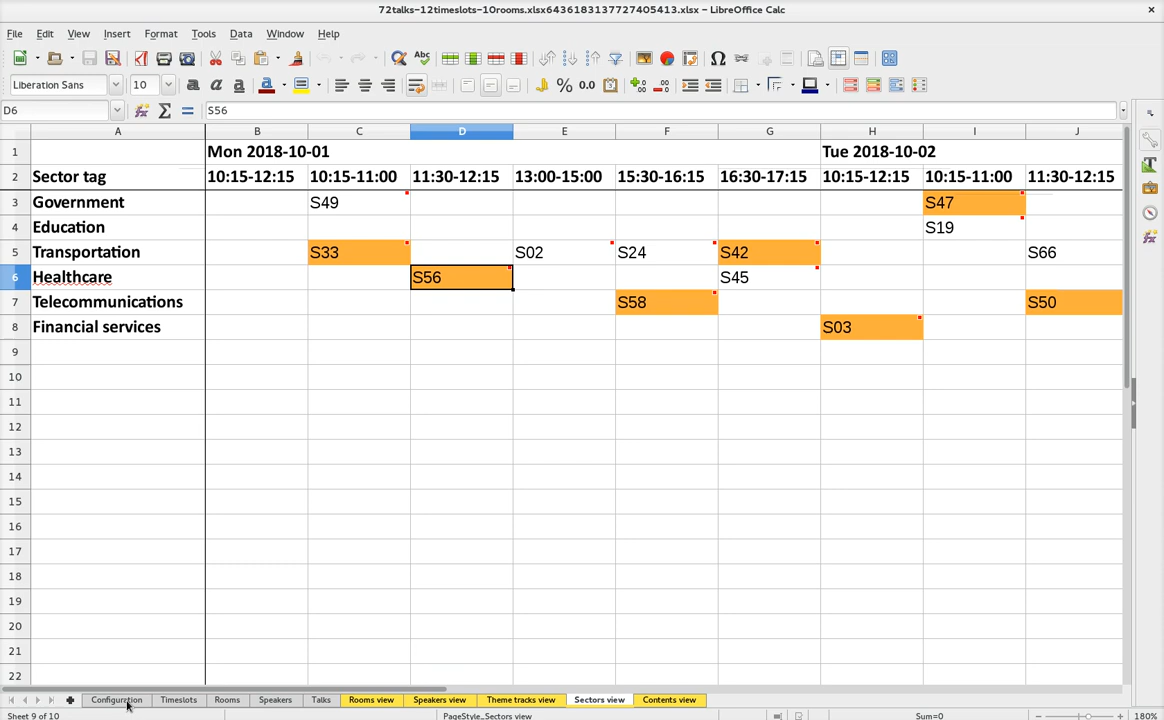 72talks-12timeslots-10rooms.xlsx6436183137727405413.xlsx – LibreOffice Calc
File Edit View Insert Format Tools Data Window Help
Liberation Sans 10
D6 S56
A B C D E F G H I J
1 Mon 2018-10-01 Tue 2018-10-02
2 Sector tag 10:15-12:15 10:15-11:00 11:30-12:15 13:00-15:00 15:30-16:15 16:30-17:15 10:15-12:15 10:15-11:00 11:30-12:15
3 Government S49 S47
4 Education S19
5 Transportation S33 S02 S24 S42 S66
6 Healthcare S56 S45
7 Telecommunications S58 S50
8 Financial services S03
9
10
11
12
13
14
15
16
17
18
19
20
21
22
Configuration Timeslots Rooms Speakers Talks Rooms view Speakers view Theme tracks view Sectors view Contents view
Sheet 9 of 10 PageStyle_Sectors view Sum=0 180%